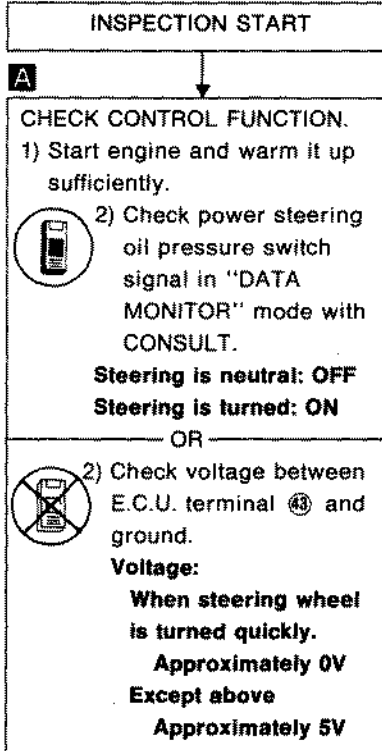 INSPECTION START
A
CHECK CONTROL FUNCTION.
1) Start engine and warm it up
sufficiently.
2) Check power steering
oil pressure switch
signal in "DATA
MONITOR" mode with
CONSULT.
Steering is neutral: OFF
Steering is turned: ON
OR
2) Check voltage between
E.C.U. terminal ㊸ and
ground.
Voltage:
When steering wheel
is turned quickly.
Approximately 0V
Except above
Approximately 5V